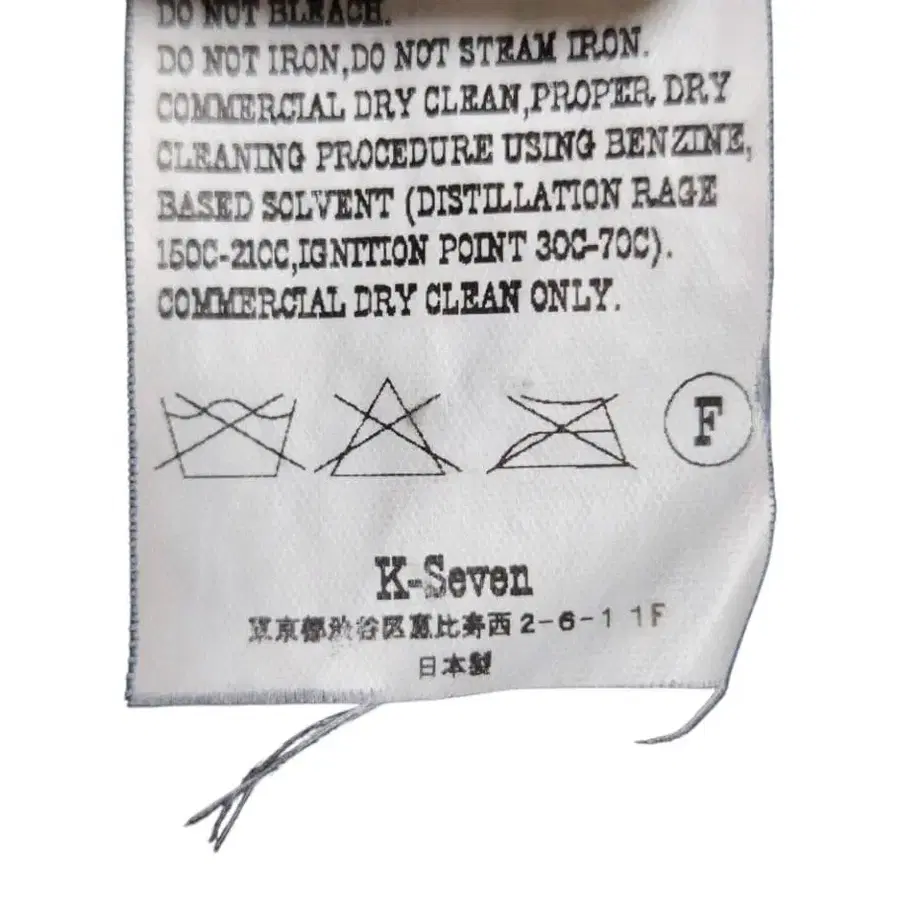 DO NOT BLEACH.
DO NOT IRON,DO NOT STEAM IRON.
COMMERCIAL DRY CLEAN,PROPER DRY
CLEANING PROCEDURE USING BENZINE,
BASED SOLVENT (DISTILLATION RAGE
150C-210C,IGNITION POINT 30C-70C).
COMMERCIAL DRY CLEAN ONLY.
F
K-Seven
東京都渋谷区恵比寿西2-6-1 1F
日本製